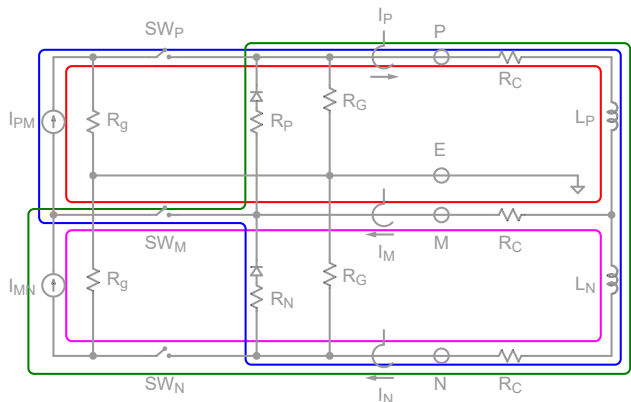 SWP IP P
RC
IPM Rg RP RG LP
E
SWM IM M RC
IMN Rg RN RG LN
SWN IN N RC